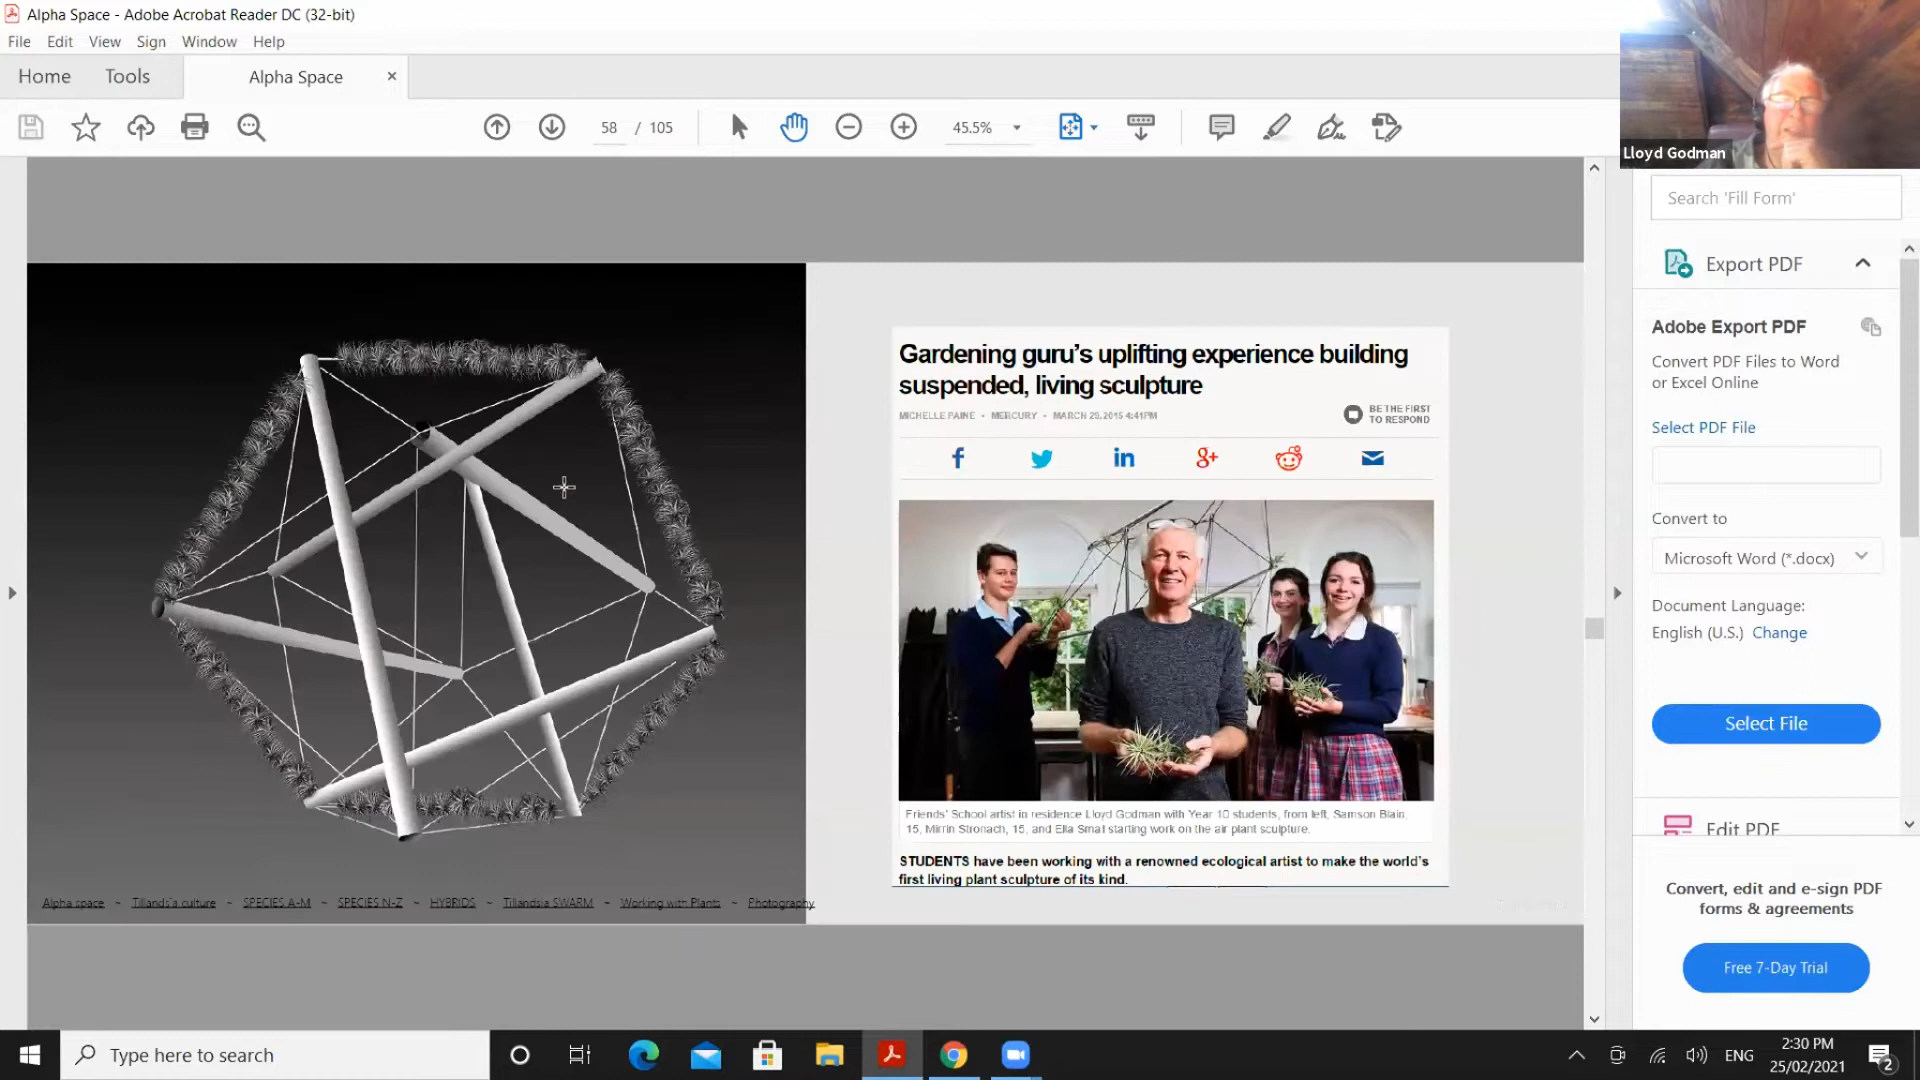 Alpha Space - Adobe Acrobat Reader DC (32-bit)
File Edit View Sign Window Help
Home Tools Alpha Space ×
58 / 105 45.5%
Lloyd Godman
Search 'Fill Form'
Export PDF
Adobe Export PDF
Convert PDF Files to Word
or Excel Online
Select PDF File
Convert to
Microsoft Word (*.docx)
Document Language:
English (U.S.) Change
Select File
Edit PDF
Convert, edit and e-sign PDF
forms & agreements
Free 7-Day Trial
Gardening guru's uplifting experience building
suspended, living sculpture
MICHELLE PAINE • MERCURY • MARCH 28, 2015 4:41PM
BE THE FIRST
TO RESPOND
Friends' School artist in residence Lloyd Godman with Year 10 students, from left, Samson Blain,
15, Mirrin Stronach, 15, and Ella Smat starting work on the air plant sculpture.
STUDENTS have been working with a renowned ecological artist to make the world's
first living plant sculpture of its kind.
Alpha space ~ Tillandsia culture ~ SPECIES A-M ~ SPECIES N-Z ~ HYBRIDS ~ Tillandsia SWARM ~ Working with Plants ~ Photography
Type here to search
ENG
2:30 PM
25/02/2021
2